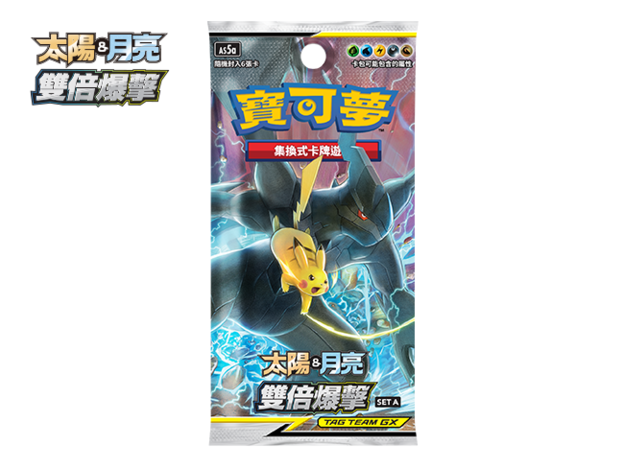 太陽&月亮
雙倍爆擊
AS5a
隨機封入6張卡
卡包可能包含的屬性
寶可夢
TM
集換式卡牌遊
太陽&月亮
雙倍爆擊
SET A
TAG TEAM GX